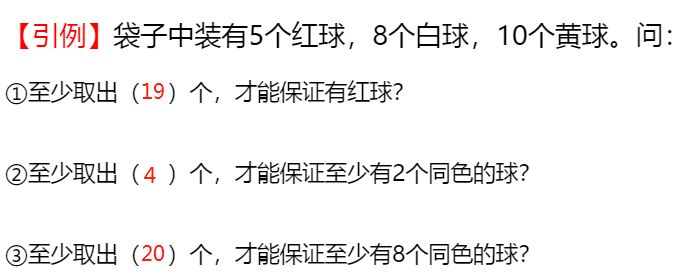 【引例】袋子中装有5个红球，8个白球，10个黄球。问：
①至少取出（19）个，才能保证有红球？
②至少取出（4）个，才能保证至少有2个同色的球？
③至少取出（20）个，才能保证至少有8个同色的球？